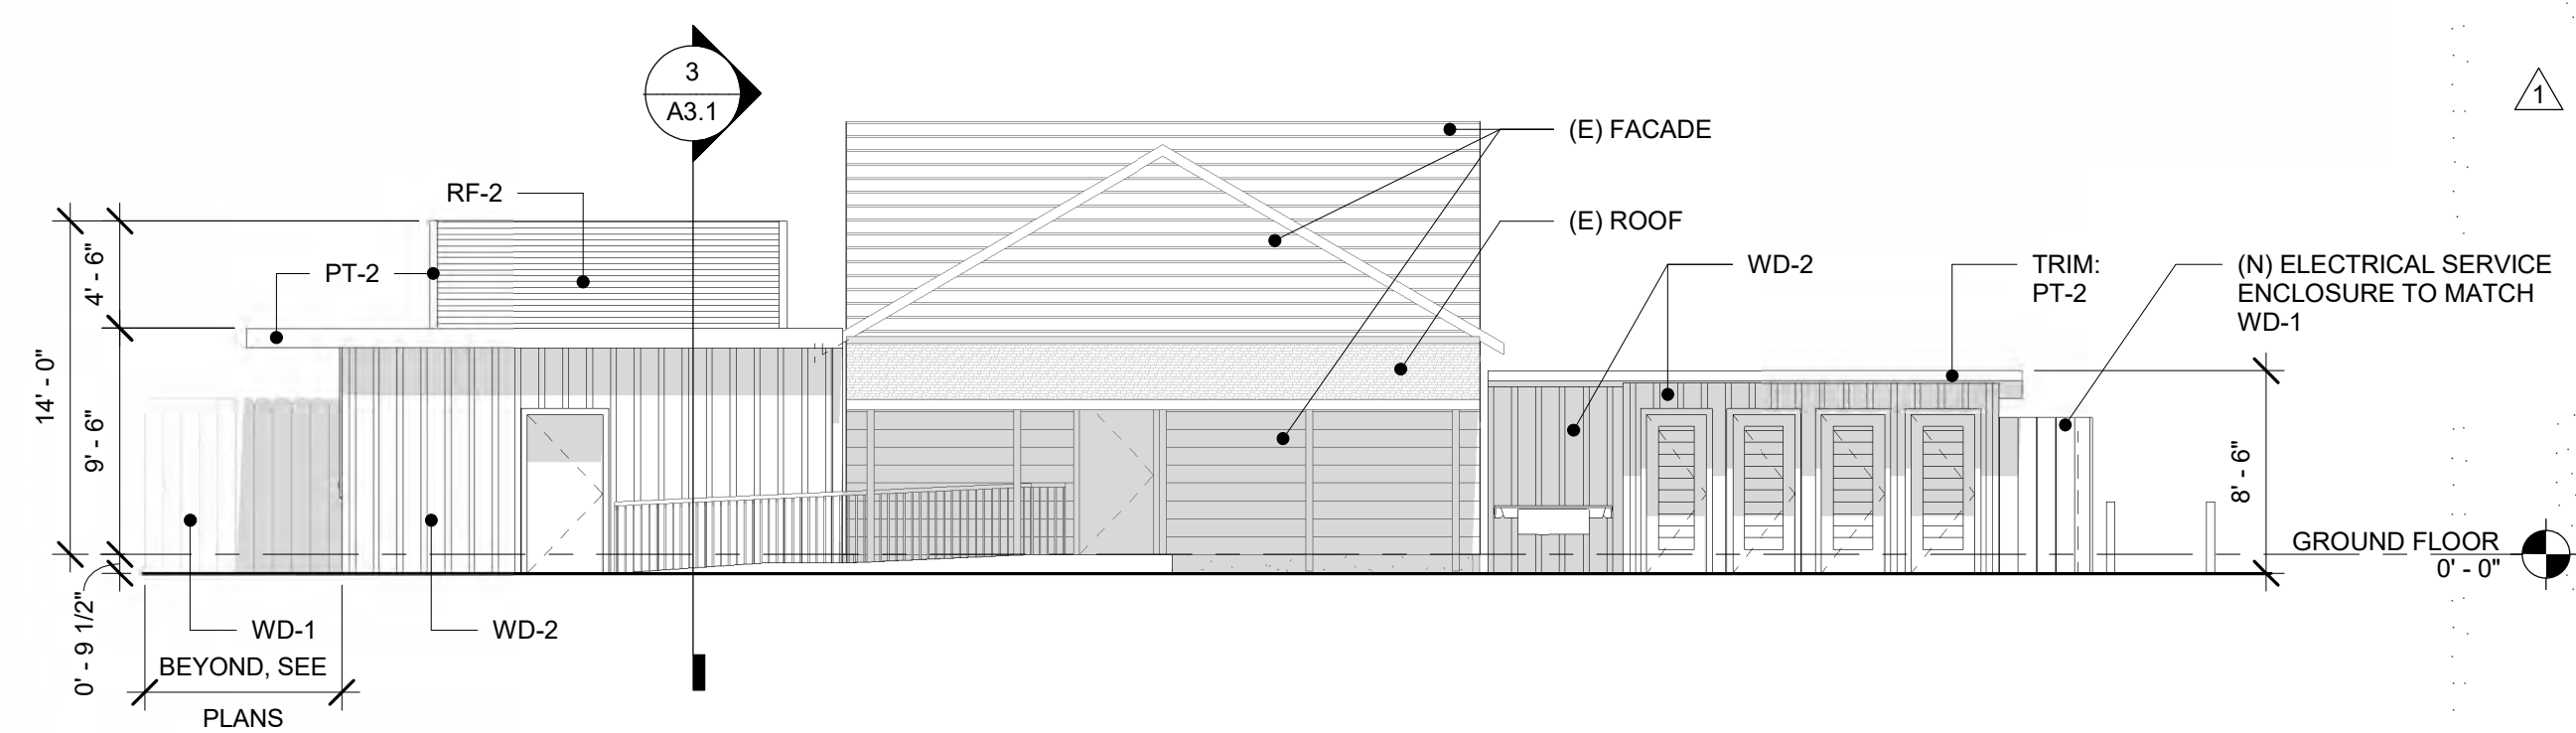 3
A3.1
1
(E) FACADE
RF-2
(E) ROOF
PT-2
WD-2
TRIM:
PT-2
(N) ELECTRICAL SERVICE
ENCLOSURE TO MATCH
WD-1
4' - 6"
14' - 0"
9' - 6"
8' - 6"
GROUND FLOOR
0' - 0"
0' - 9 1/2"
WD-1
WD-2
BEYOND, SEE
PLANS